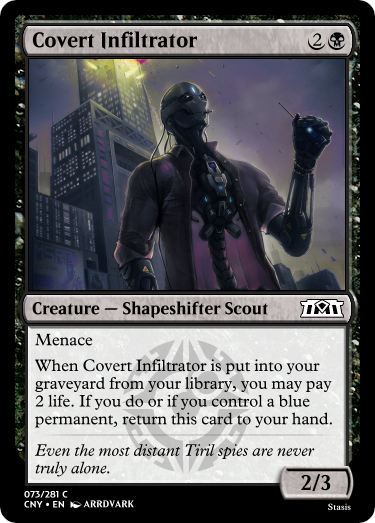 Covert Infiltrator 2
Creature — Shapeshifter Scout
Menace
When Covert Infiltrator is put into your
graveyard from your library, you may pay
2 life. If you do or if you control a blue
permanent, return this card to your hand.
Even the most distant Tiril spies are never
truly alone.
2/3
073/281 C
CNY • EN ARRDVARK
Stasis